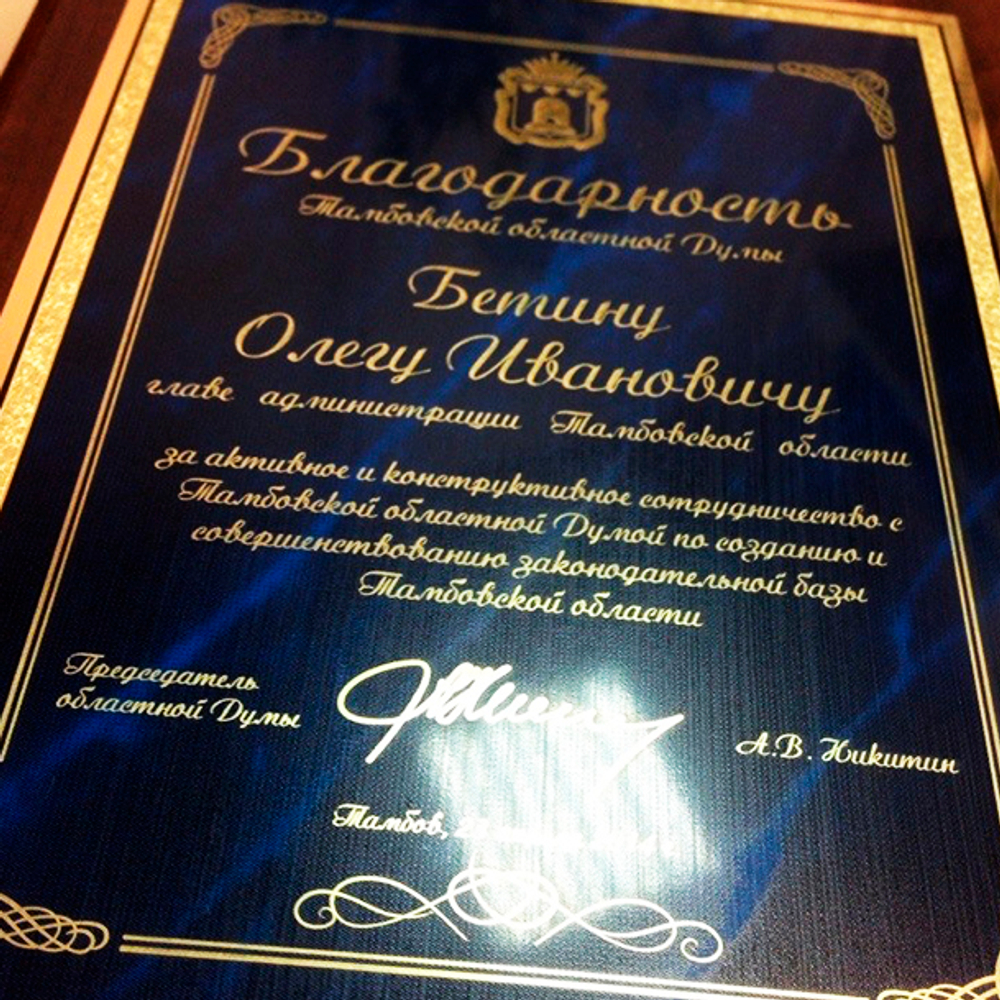 Благодарность
Тамбовской областной Думы
Бетину
Олегу Ивановичу
главе администрации Тамбовской области
за активное и конструктивное сотрудничество с
Тамбовской областной Думой по созданию и
совершенствованию законодательной базы
Тамбовской области
Председатель
областной Думы
А.В. Никитин
Тамбов,